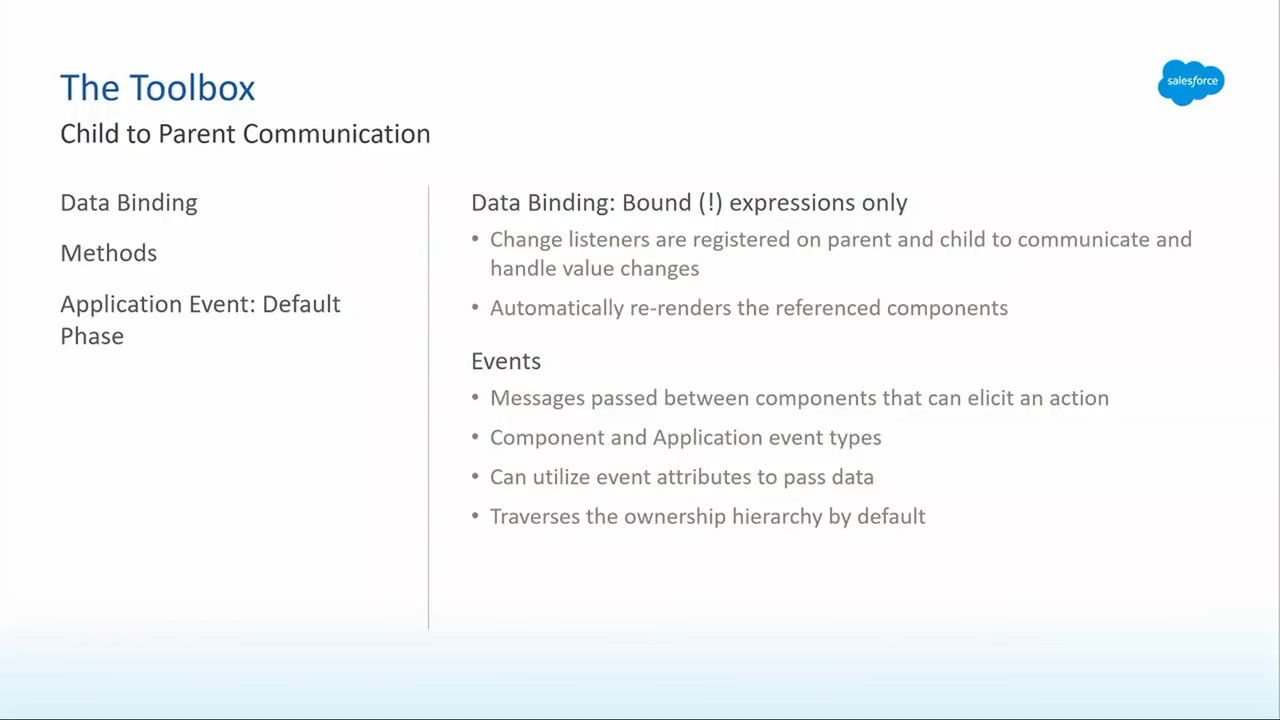 The Toolbox
salesforce
Child to Parent Communication
Data Binding
Methods
Application Event: Default
Phase
Data Binding: Bound (!) expressions only
• Change listeners are registered on parent and child to communicate and
handle value changes
• Automatically re-renders the referenced components
Events
• Messages passed between components that can elicit an action
• Component and Application event types
• Can utilize event attributes to pass data
• Traverses the ownership hierarchy by default